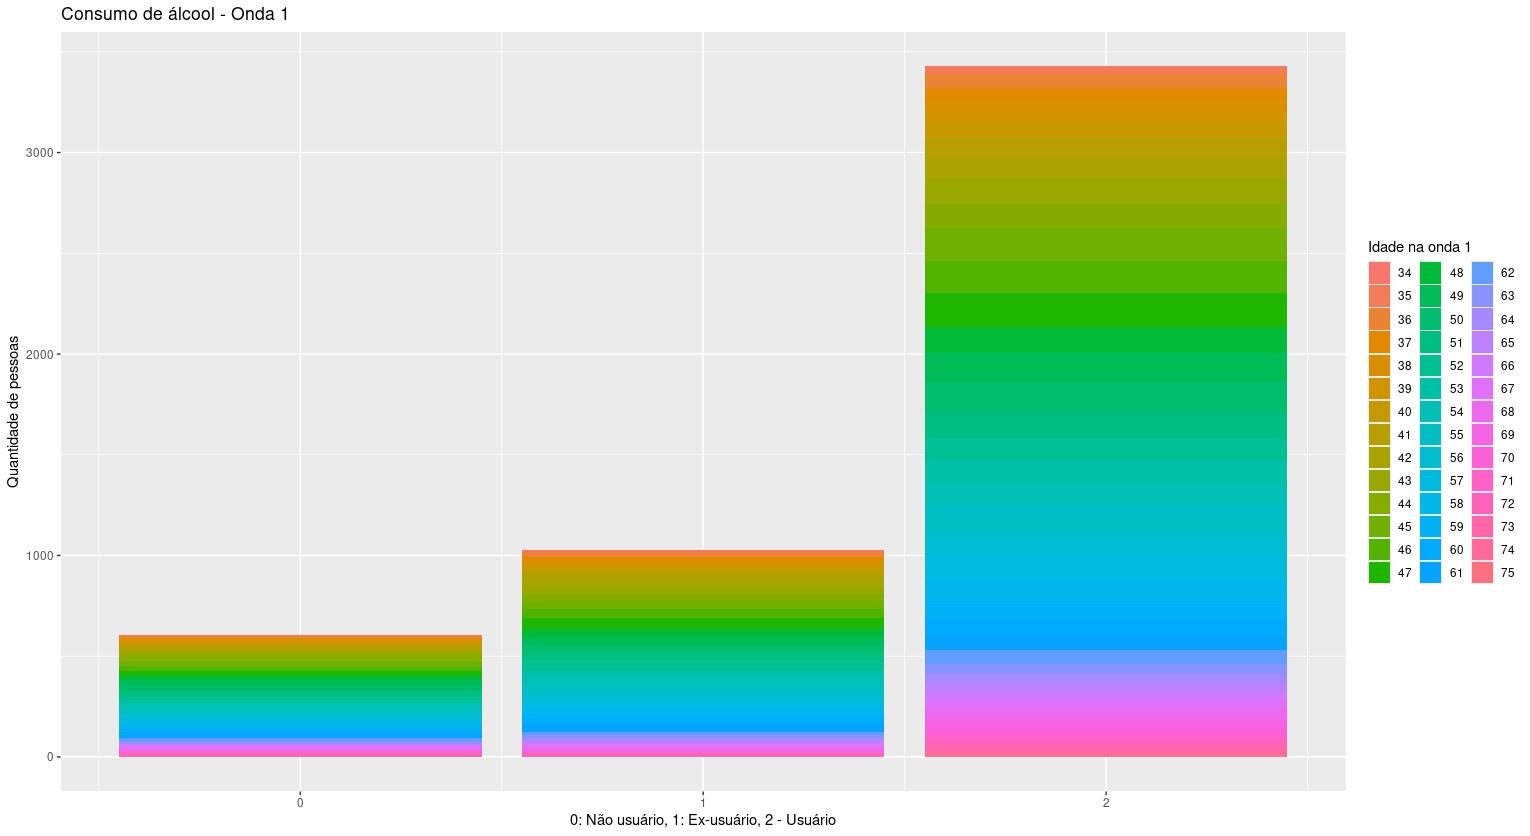 Consumo de álcool - Onda 1
Quantidade de pessoas
3000
2000
1000
0
0
1
2
0: Não usuário, 1: Ex-usuário, 2 - Usuário
Idade na onda 1
34 48 62
35 49 63
36 50 64
37 51 65
38 52 66
39 53 67
40 54 68
41 55 69
42 56 70
43 57 71
44 58 72
45 59 73
46 60 74
47 61 75